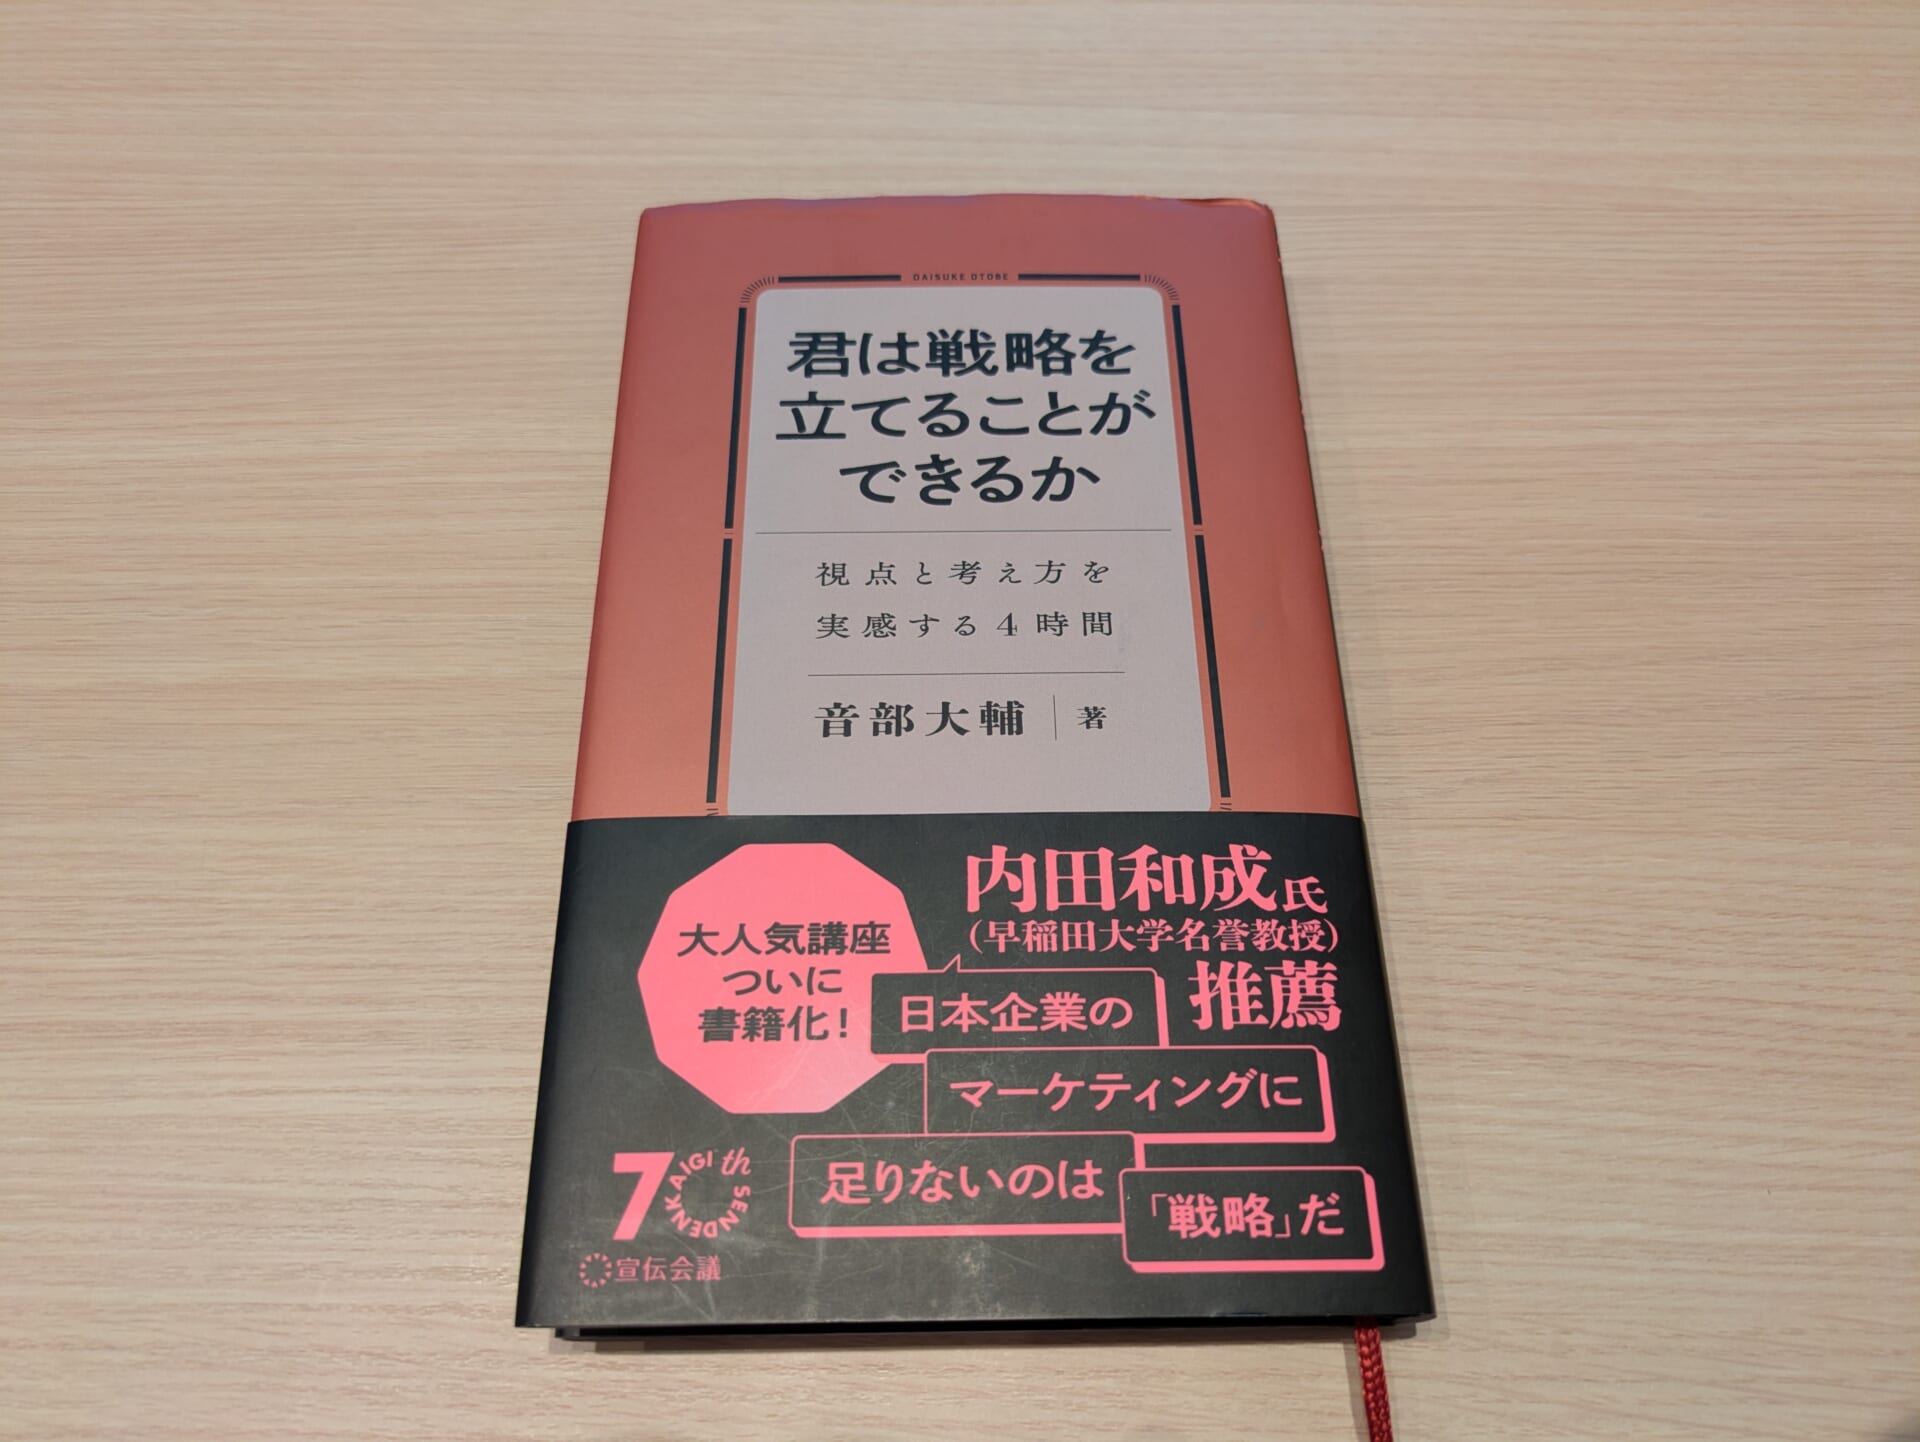 DAISUKE OTOBE
君は戦略を
立てることが
できるか
視点と考え方を
実感する4時間
音部大輔 著
大人気講座
ついに
書籍化!
内田和成氏
(早稲田大学名誉教授)
推薦
日本企業の
マーケティングに
足りないのは
「戦略」だ
70th SENDENKAIGI
宣伝会議